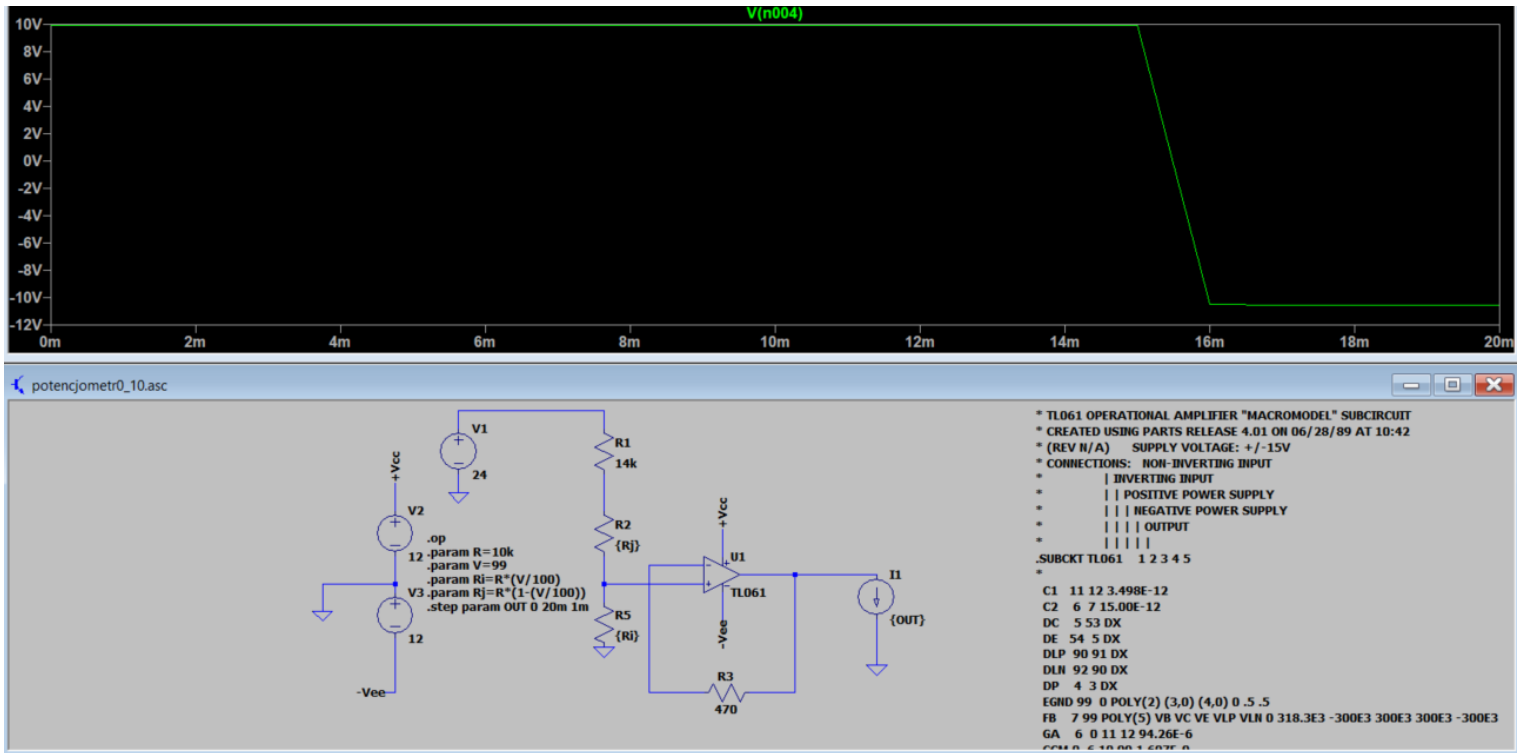 V(n004)
10V
8V
6V
4V
2V
0V
-2V
-4V
-6V
-8V
-10V
-12V
0m 2m 4m 6m 8m 10m 12m 14m 16m 18m 20m
potencjometr0_10.asc
V1
24
+Vcc
V2
12
.op
.param R=10k
.param V=99
.param Ri=R*(V/100)
.param Rj=R*(1-(V/100))
.step param OUT 0 20m 1m
V3
12
-Vee
R1
14k
R2
{Rj}
R5
{Ri}
+Vcc
U1
TL061
-Vee
R3
470
I1
{OUT}
* TL061 OPERATIONAL AMPLIFIER "MACROMODEL" SUBCIRCUIT
* CREATED USING PARTS RELEASE 4.01 ON 06/28/89 AT 10:42
* (REV N/A) SUPPLY VOLTAGE: +/-15V
* CONNECTIONS: NON-INVERTING INPUT
* | INVERTING INPUT
* | | POSITIVE POWER SUPPLY
* | | | NEGATIVE POWER SUPPLY
* | | | | OUTPUT
* | | | | |
.SUBCKT TL061 1 2 3 4 5
*
C1 11 12 3.498E-12
C2 6 7 15.00E-12
DC 5 53 DX
DE 54 5 DX
DLP 90 91 DX
DLN 92 90 DX
DP 4 3 DX
EGND 99 0 POLY(2) (3,0) (4,0) 0 .5 .5
FB 7 99 POLY(5) VB VC VE VLP VLN 0 318.3E3 -300E3 300E3 300E3 -300E3
GA 6 0 11 12 94.26E-6